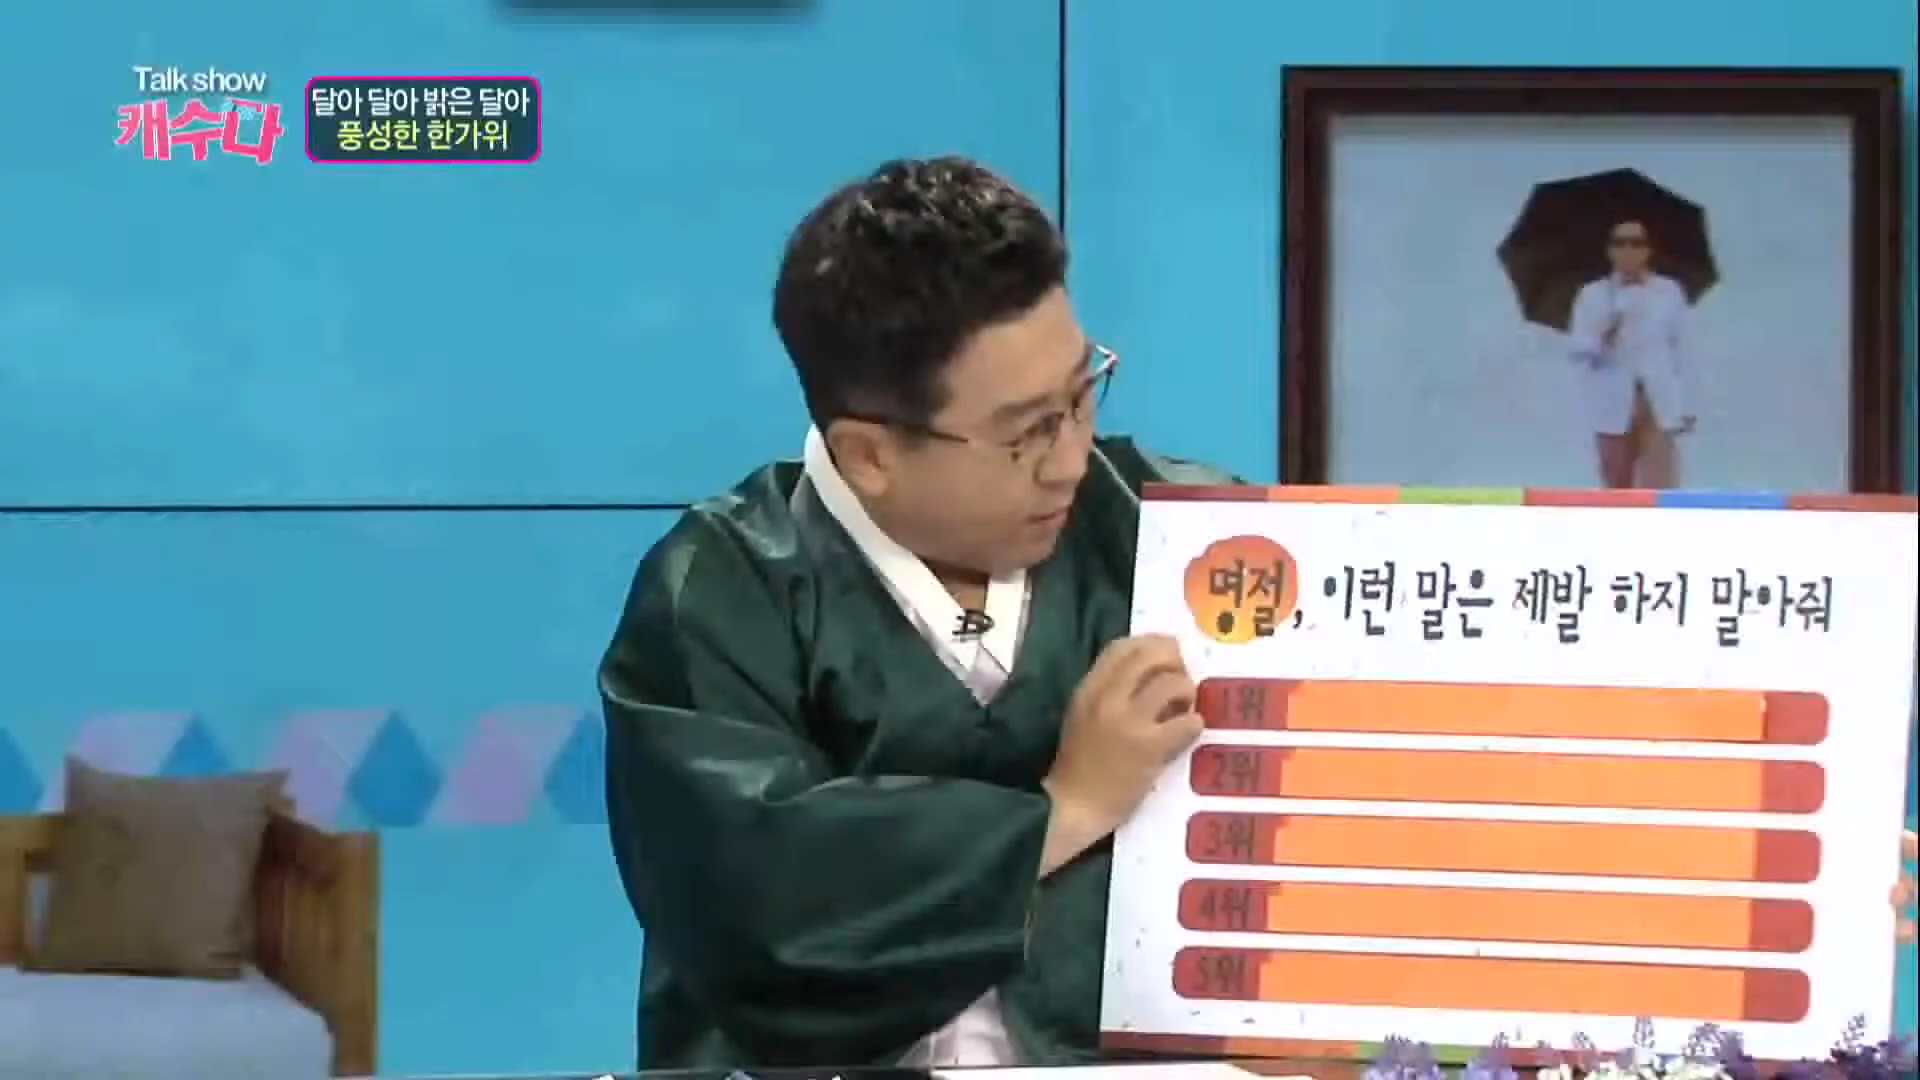 Talk show
캐수다
달아 달아 밝은 달아
풍성한 한가위
명절, 이런 말은 제발 하지 말아줘
1위
2위
3위
4위
5위